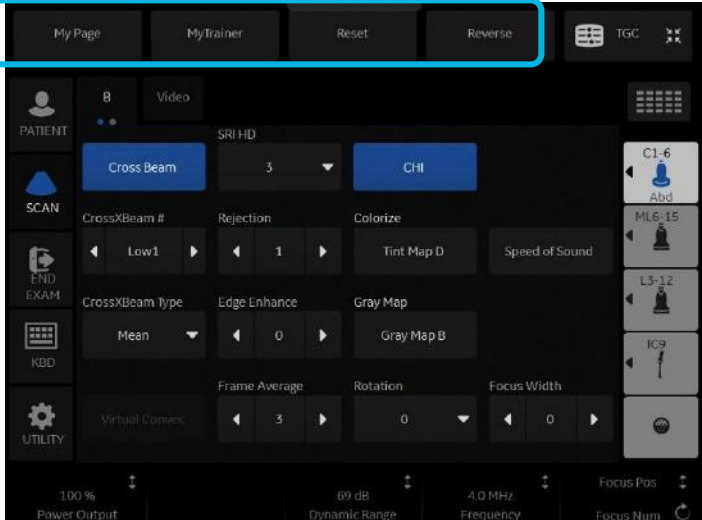 My Page MyTrainer Reset Reverse TGC
B Video
PATIENT
SRI HD
Cross Beam 3 CHI
C1-6
Abd
SCAN
CrossXBeam # Rejection Colorize
ML6-15
Low1 1 Tint Map D Speed of Sound
END
EXAM
CrossXBeam Type Edge Enhance Gray Map
L3-12
Mean 0 Gray Map B
IC9
KBD
Frame Average Rotation Focus Width
Virtual Convex 3 0 0
UTILITY
100 % 69 dB 4.0 MHz Focus Pos
Power Output Dynamic Range Frequency Focus Num